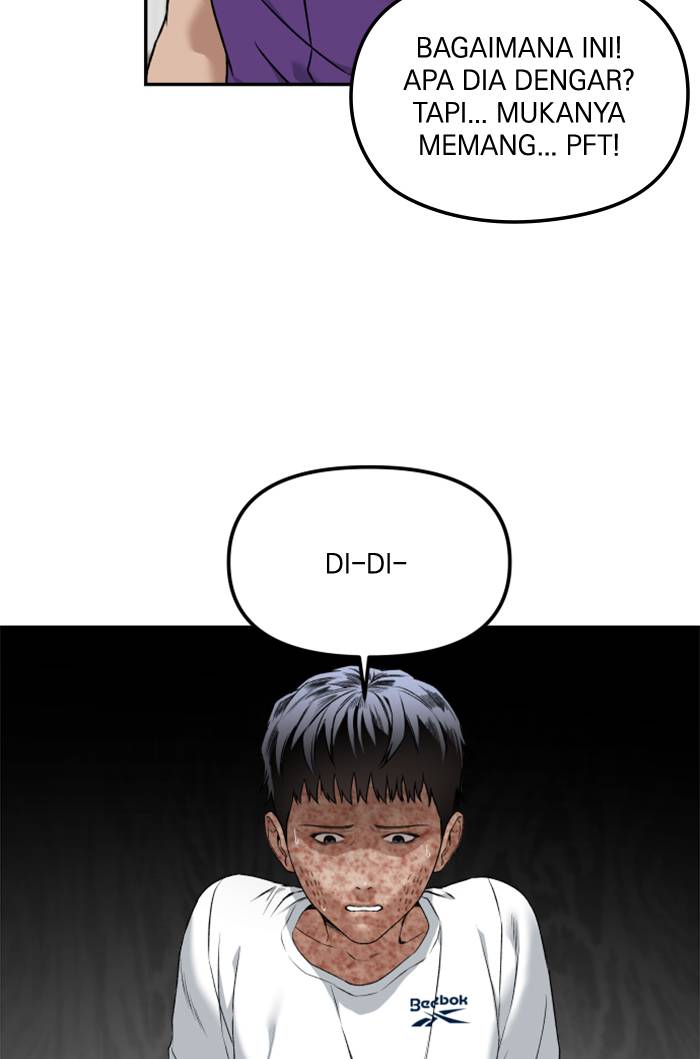 BAGAIMANA INI!
APA DIA DENGAR?
TAPI... MUKANYA
MEMANG... PFT!
DI-DI-
Beebok